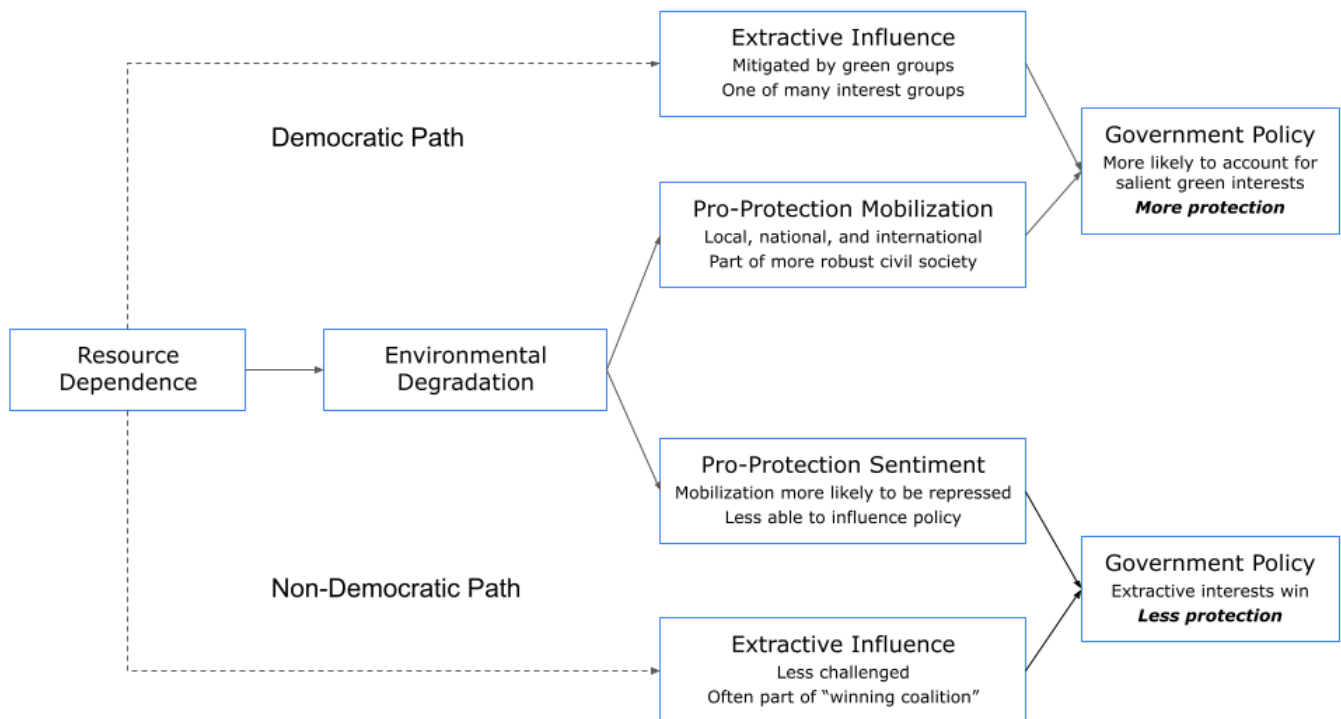 Extractive Influence
Mitigated by green groups
One of many interest groups
Democratic Path
Government Policy
More likely to account for
salient green interests
More protection
Pro-Protection Mobilization
Local, national, and international
Part of more robust civil society
Resource
Dependence
Environmental
Degradation
Pro-Protection Sentiment
Mobilization more likely to be repressed
Less able to influence policy
Non-Democratic Path
Government Policy
Extractive interests win
Less protection
Extractive Influence
Less challenged
Often part of “winning coalition”